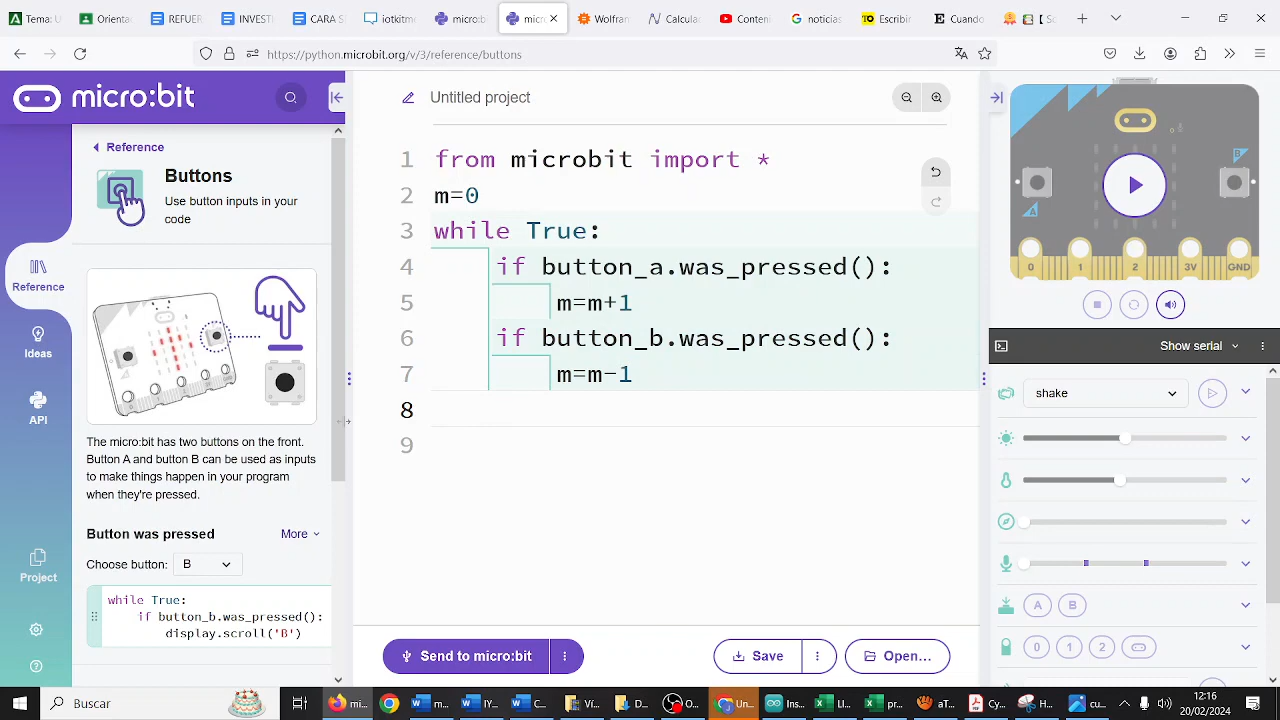 Tema:
Orientac
REFUER
INVESTI
CARA S
iotkitme
microb
micr
Wolfram
Calcula
Conten
noticias
Escribir
Cuando
https://python.microbit.org/v/3/reference/buttons
micro:bit
Reference
Buttons
Use button inputs in your
code
Reference
Ideas
API
Project
The micro:bit has two buttons on the front.
Button A and button B can be used as inputs
to make things happen in your program
when they're pressed.
Button was pressed
More
Choose button:
B
while True:
if button_b.was_pressed():
display.scroll('B')
Untitled project
1 from microbit import *
2 m=0
3 while True:
4 if button_a.was_pressed():
5 m=m+1
6 if button_b.was_pressed():
7 m=m-1
8
9
Send to micro:bit
Save
Open...
A
B
0 1 2 3V GND
Show serial
shake
A B
0 1 2
Buscar
12:16
20/02/2024